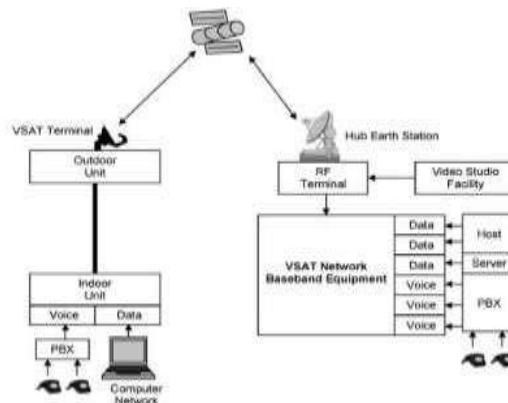 VSAT Terminal
Outdoor
Unit
Indoor
Unit
Voice
Data
PBX
Computer
Network
Hub Earth Station
RF
Terminal
Video Studio
Facility
VSAT Network
Baseband Equipment
Data
Data
Data
Voice
Voice
Voice
Host
Server
PBX